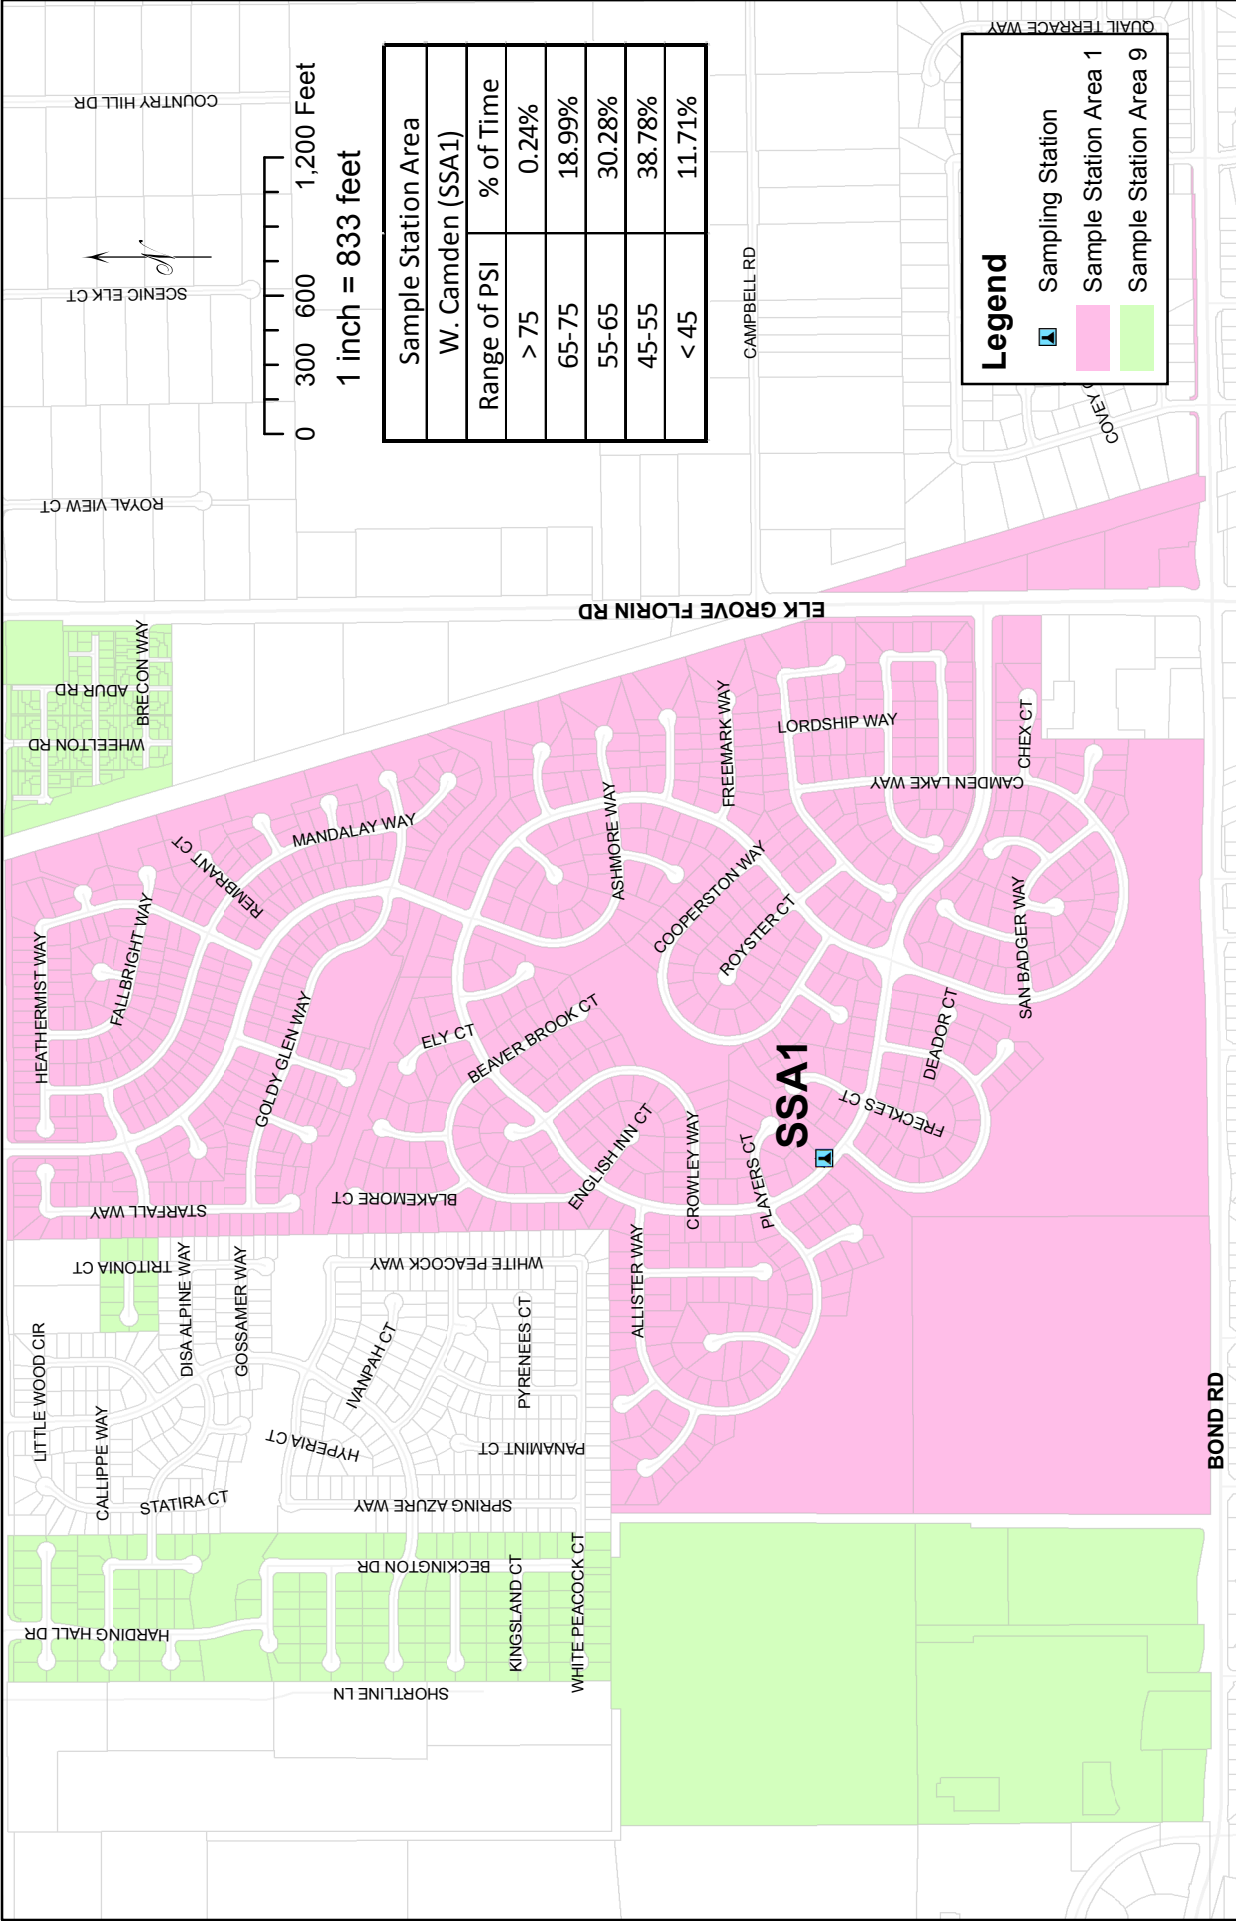 COUNTRY HILL DR
SCENIC ELK CT
ROYAL VIEW CT
0 300 600 1,200 Feet
1 inch = 833 feet
Sample Station Area
W. Camden (SSA1)
Range of PSI % of Time
> 75 0.24%
65-75 18.99%
55-65 30.28%
45-55 38.78%
< 45 11.71%
CAMPBELL RD
QUAIL TERRACE WAY
COVEY
Legend
Sampling Station
Sample Station Area 1
Sample Station Area 9
ELK GROVE FLORIN RD
BRECON WAY
ADUR RD
WHEELTON RD
MANDALAY WAY
REMBRANT CT
FALLBRIGHT WAY
HEATHERMIST WAY
GOLDY GLEN WAY
STARFALL WAY
ASHMORE WAY
FREEMARK WAY
LORDSHIP WAY
CAMDEN LAKE WAY
CHEX CT
COOPERSTON WAY
ROYSTER CT
SAN BADGER WAY
DEADOR CT
FRECKLES CT
ELY CT
BEAVER BROOK CT
ENGLISH INN CT
CROWLEY WAY
PLAYERS CT
SSA1
BLAKEMORE CT
ALLISTER WAY
TRITONIA CT
DISA ALPINE WAY
GOSSAMER WAY
WHITE PEACOCK WAY
LITTLE WOOD CIR
CALLIPPE WAY
STATIRA CT
IVANPAH CT
HYPERIA CT
PYRENEES CT
PANAMINT CT
SPRING AZURE WAY
BECKINGTON DR
HARDING HALL DR
KINGSLAND CT
WHITE PEACOCK CT
SHORTLINE LN
BOND RD